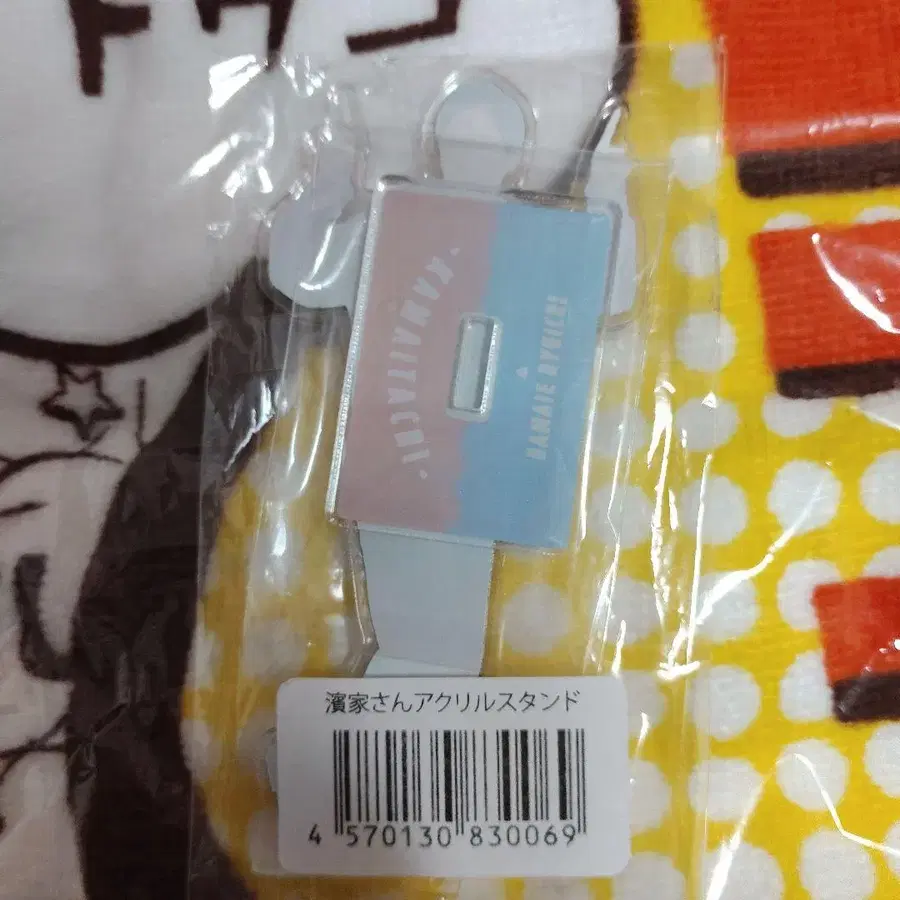 KAMAITACHI
HAMAIE RYUICHI
濱家さんアクリルスタンド
4 570130 830069